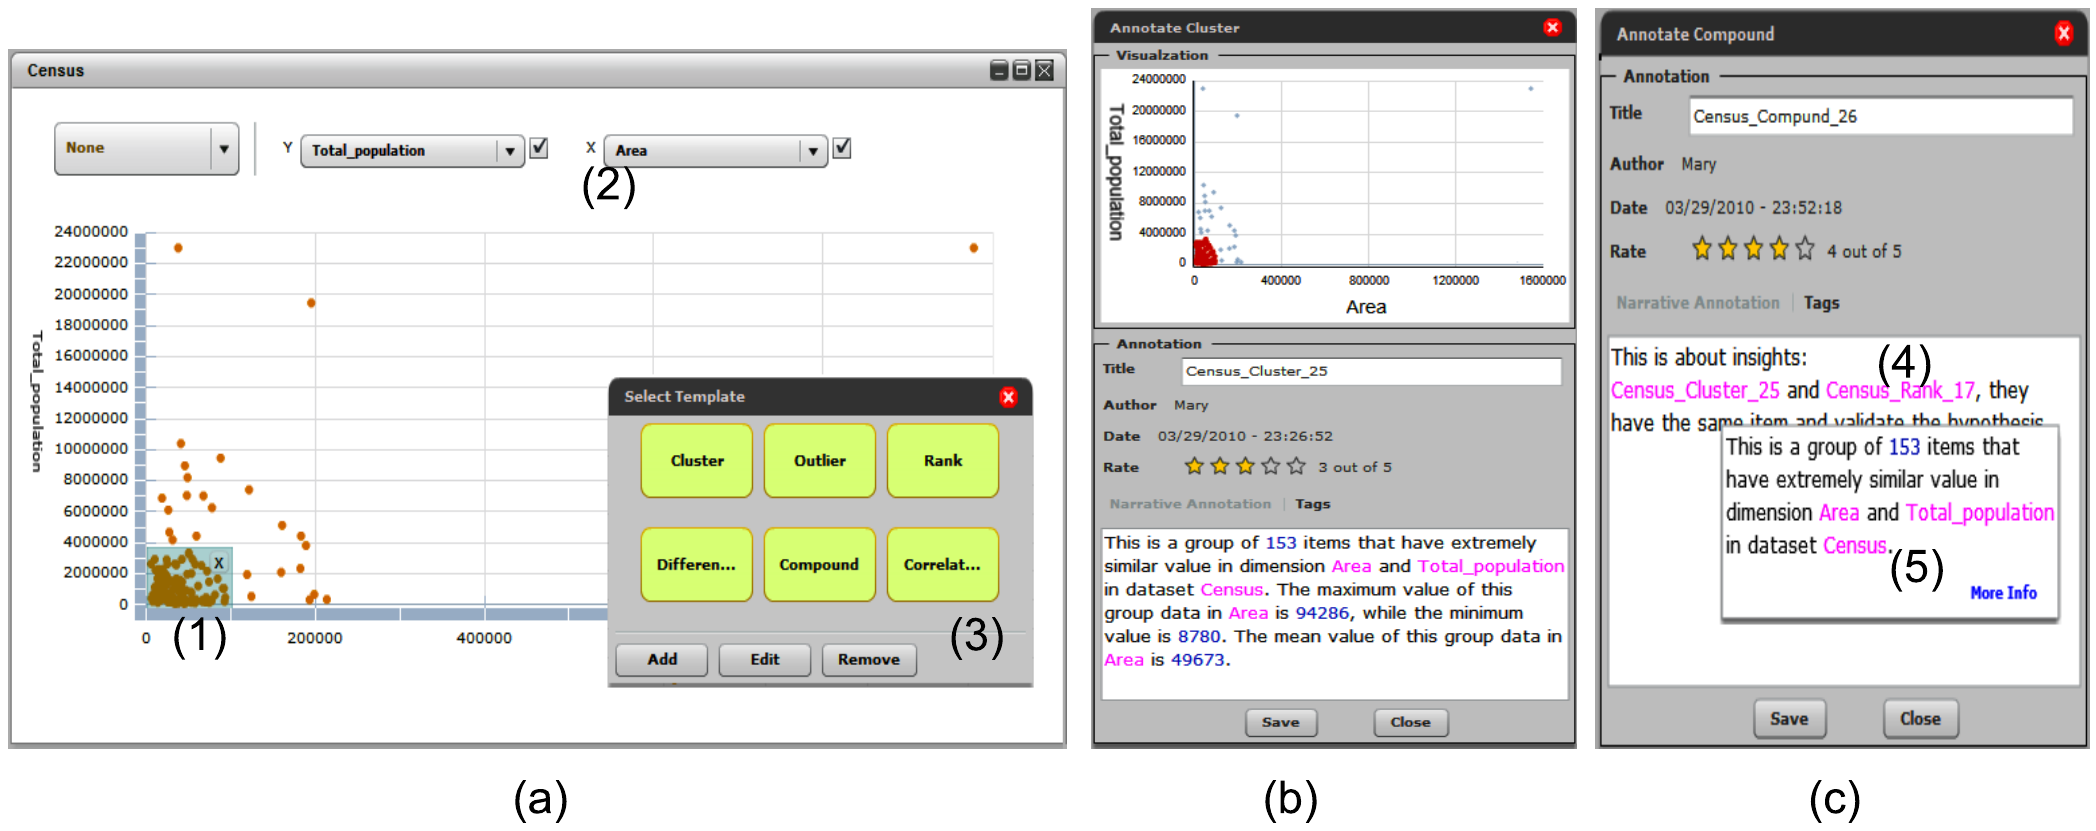 Census
None
Y Total_population
X Area
(2)
24000000
22000000
20000000
18000000
16000000
14000000
12000000
10000000
8000000
6000000
4000000
2000000
0
Total_population
X
(1)
0 200000 400000
Select Template
Cluster Outlier Rank
Differen... Compound Correlat...
(3)
Add Edit Remove
(a)
Annotate Cluster
Visualzation
24000000
20000000
16000000
12000000
8000000
4000000
0
Total_population
0 400000 800000 1200000 1600000
Area
Annotation
Title Census_Cluster_25
Author Mary
Date 03/29/2010 - 23:26:52
Rate 3 out of 5
Narrative Annotation | Tags
This is a group of 153 items that have extremely
similar value in dimension Area and Total_population
in dataset Census. The maximum value of this
group data in Area is 94286, while the minimum
value is 8780. The mean value of this group data in
Area is 49673.
Save Close
(b)
Annotate Compound
Annotation
Title Census_Compund_26
Author Mary
Date 03/29/2010 - 23:52:18
Rate 4 out of 5
Narrative Annotation | Tags
This is about insights:
(4)
Census_Cluster_25 and Census_Rank_17, they
have the same item and validate the hypothesis
This is a group of 153 items that
have extremely similar value in
dimension Area and Total_population
in dataset Census.
(5)
More Info
Save Close
(c)